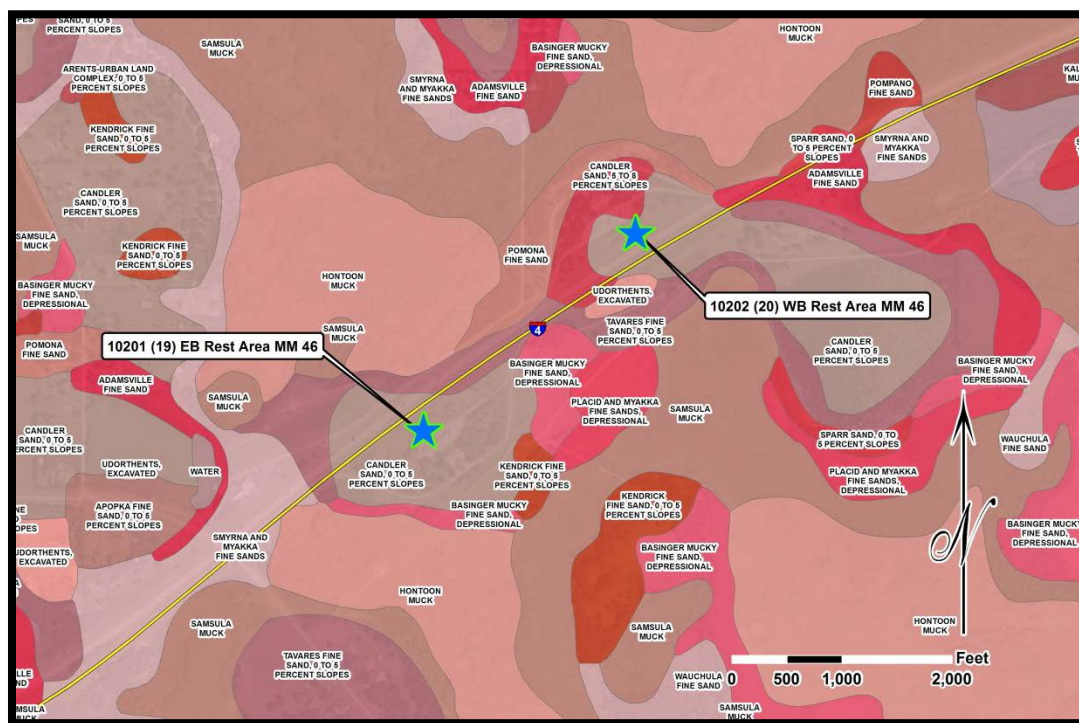 PES
SAMSULA
MUCK
ARENTS-URBAN LAND
COMPLEX, 0 TO 5
PERCENT SLOPES
KENDRICK FINE
SAND, 0 TO 5
PERCENT SLOPES
CANDLER
SAND, 0 TO 5
PERCENT SLOPES
KENDRICK FINE
SAND, 0 TO 5
PERCENT SLOPES
SMYRNA
AND MYAKKA
FINE SANDS
ADAMSVILLE
FINE SAND
BASINGER MUCKY
FINE SAND,
DEPRESSIONAL
HONTOON
MUCK
POMPANO
FINE SAND
SPARR SAND, 0
TO 5 PERCENT
SLOPES
SMYRNA AND
MYAKKA
FINE SANDS
ADAMSVILLE
FINE SAND
CANDLER
SAND, 5 TO 8
PERCENT SLOPES
SAMSULA
MUCK
BASINGER MUCKY
FINE SAND,
DEPRESSIONAL
POMONA
FINE SAND
HONTOON
MUCK
POMONA
FINE SAND
UDORTHENTS,
EXCAVATED
10202 (20) WB Rest Area MM 46
4
10201 (19) EB Rest Area MM 46
SAMSULA
MUCK
TAVARES FINE
SAND, 0 TO 5
PERCENT SLOPES
CANDLER
SAND, 0 TO 5
PERCENT SLOPES
BASINGER MUCKY
FINE SAND,
DEPRESSIONAL
BASINGER MUCKY
FINE SAND,
DEPRESSIONAL
ADAMSVILLE
FINE SAND
SAMSULA
MUCK
PLACID AND MYAKKA
FINE SANDS,
DEPRESSIONAL
SAMSULA
MUCK
CANDLER
SAND, 0 TO 5
PERCENT SLOPES
UDORTHENTS,
EXCAVATED
WATER
CANDLER
SAND, 0 TO 5
PERCENT SLOPES
KENDRICK FINE
SAND, 0 TO 5
PERCENT SLOPES
SPARR SAND, 0 TO
5 PERCENT SLOPES
WAUCHULA
FINE SAND
PLACID AND MYAKKA
FINE SANDS,
DEPRESSIONAL
APOPKA FINE
SAND, 0 TO 5
PERCENT SLOPES
BASINGER MUCKY
FINE SAND,
DEPRESSIONAL
KENDRICK
FINE SAND, 0 TO 5
PERCENT SLOPES
SMYRNA AND
MYAKKA
FINE SANDS
BASINGER MUCKY
FINE SAND,
DEPRESSIONAL
BASINGER MUCKY
FINE SAND,
DEPRESSIONAL
UDORTHENTS,
EXCAVATED
HONTOON
MUCK
SAMSULA
MUCK
SAMSULA
MUCK
HONTOON
MUCK
TAVARES FINE
SAND, 0 TO 5
PERCENT SLOPES
WAUCHULA
FINE SAND
SAMSULA
MUCK
SAMSULA
MUCK
N
Feet
0 500 1,000 2,000